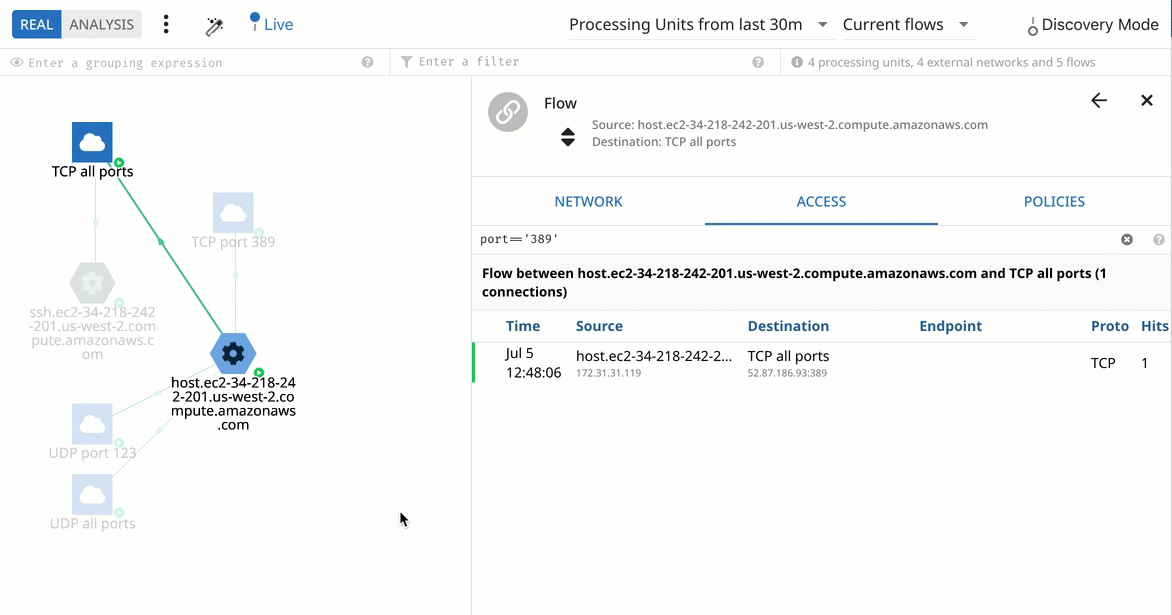 REAL ANALYSIS Live Processing Units from last 30m Current flows Discovery Mode
Enter a grouping expression ? Enter a filter ? 4 processing units, 4 external networks and 5 flows
TCP all ports
TCP port 389
ssh.ec2-34-218-242
-201.us-west-2.com
pute.amazonaws.c
om
host.ec2-34-218-24
2-201.us-west-2.co
mpute.amazonaws
.com
UDP port 123
UDP all ports
Flow
Source: host.ec2-34-218-242-201.us-west-2.compute.amazonaws.com
Destination: TCP all ports
NETWORK ACCESS POLICIES
port=='389' ?
Flow between host.ec2-34-218-242-201.us-west-2.compute.amazonaws.com and TCP all ports (1
connections)
Time Source Destination Endpoint Proto Hits
Jul 5 host.ec2-34-218-242-2... TCP all ports TCP 1
12:48:06 172.31.31.119 52.87.186.93:389